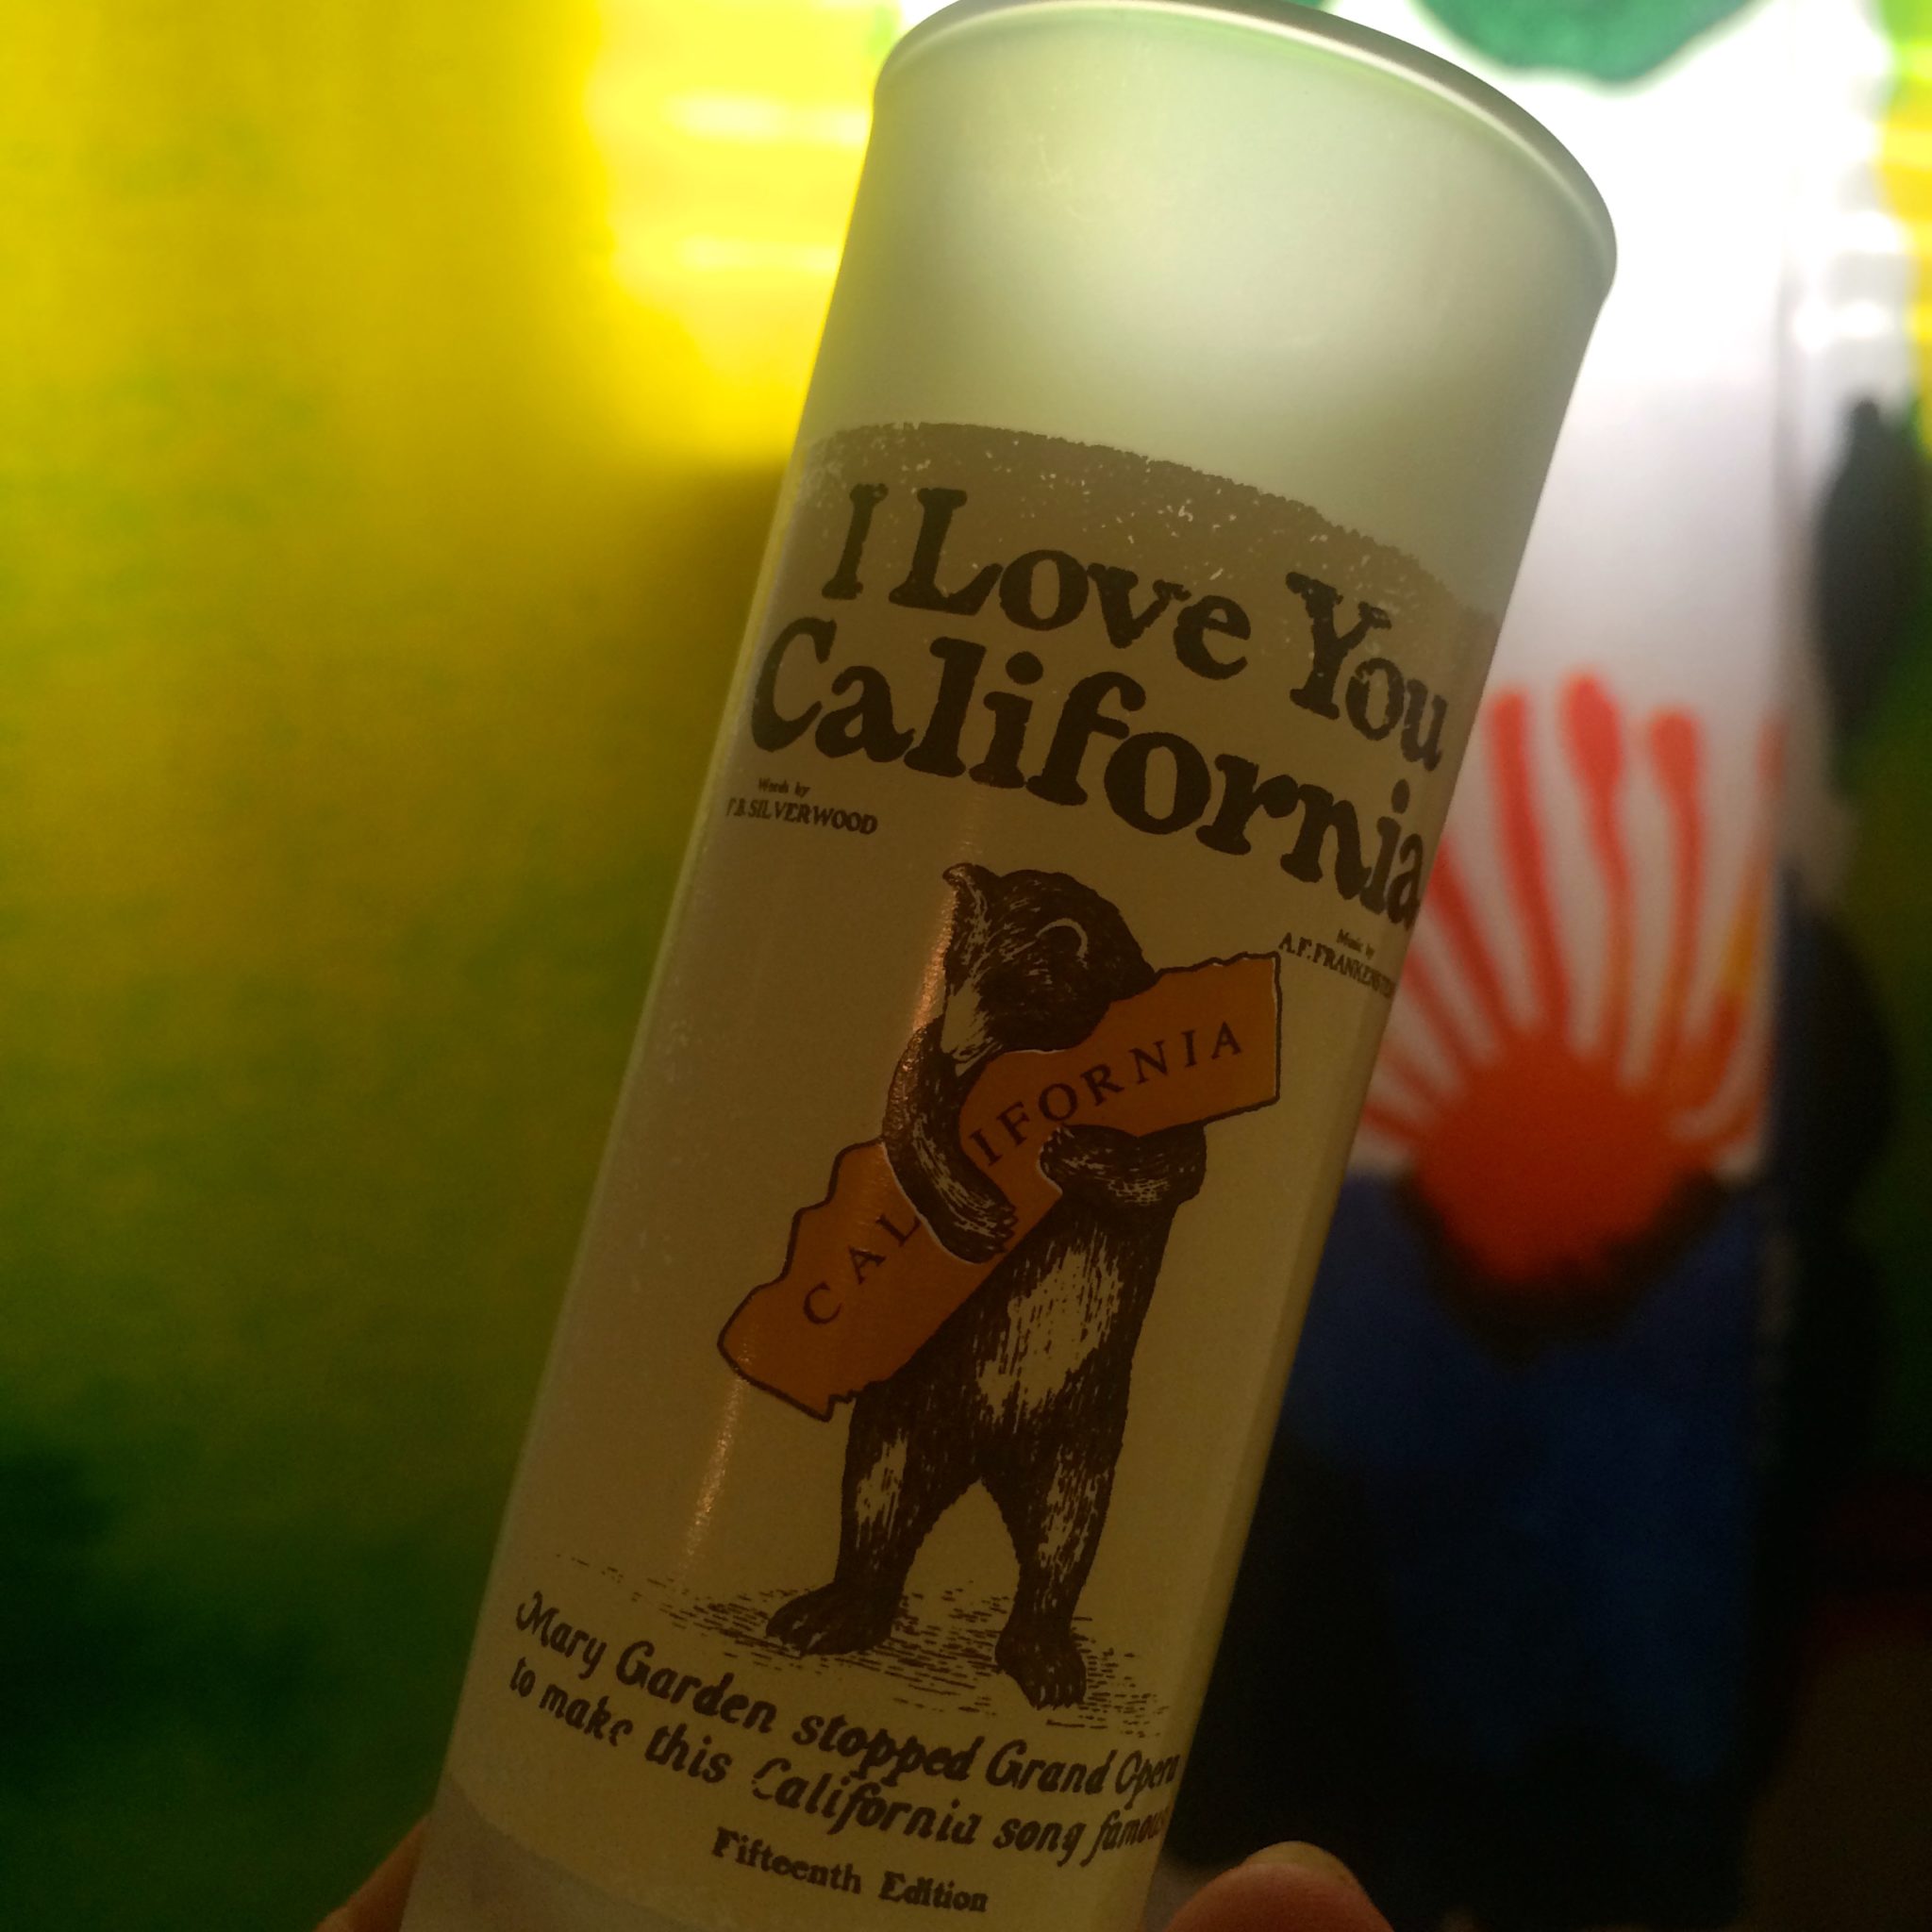 I Love You
California
Words by
F.B. SILVERWOOD
Music by
A.F. FRANKENSTEIN
CAL IFORNIA
Mary Garden stopped Grand Opera
to make this California song famous
Fifteenth Edition